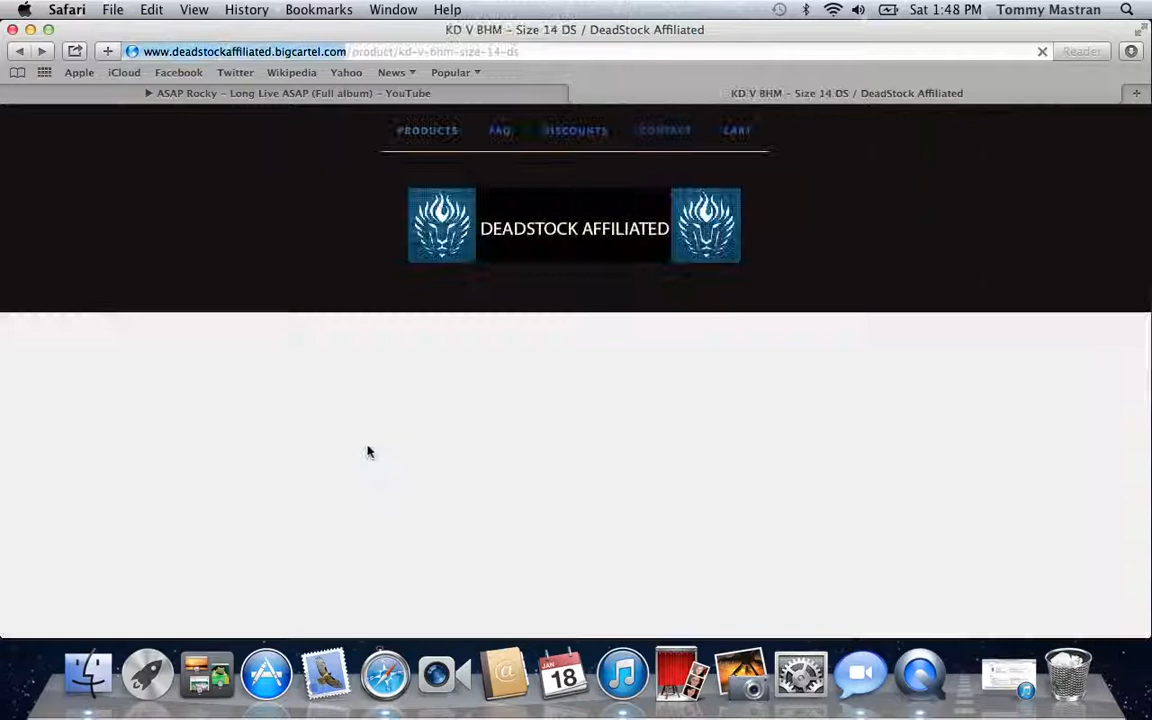 Safari File Edit View History Bookmarks Window Help Sat 1:48 PM Tommy Mastran
KD V BHM – Size 14 DS / DeadStock Affiliated
www.deadstockaffiliated.bigcartel.com/product/kd-v-bhm-size-14-ds Reader
Apple iCloud Facebook Twitter Wikipedia Yahoo News Popular
ASAP Rocky – Long Live ASAP (Full album) – YouTube KD V BHM – Size 14 DS / DeadStock Affiliated
PRODUCTS FAQ DISCOUNTS CONTACT CART
DEADSTOCK AFFILIATED
JAN
18